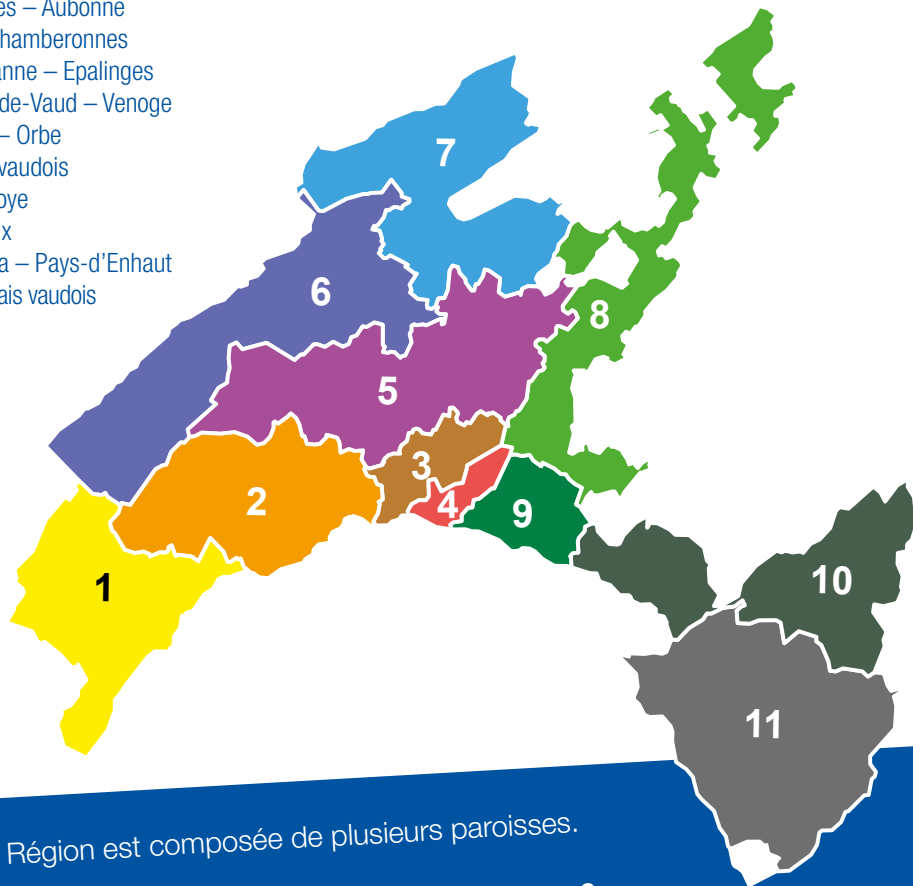 es – Aubonne
hamberonnes
anne – Epalinges
de-Vaud – Venoge
– Orbe
vaudois
oye
x
a – Pays-d'Enhaut
ais vaudois
7
6
8
5
3
2
4
9
1
10
11
Région est composée de plusieurs paroisses.